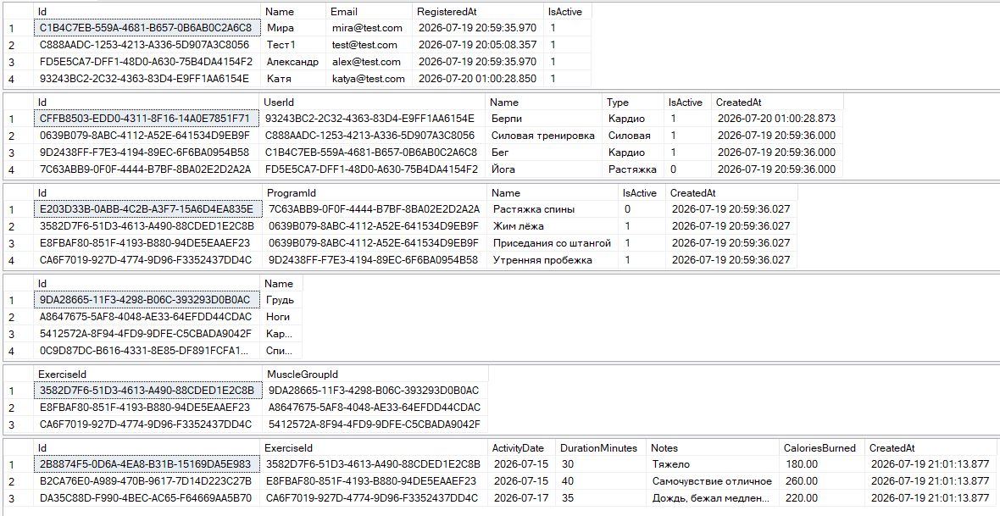 Id Name Email RegisteredAt IsActive
1 C1B4C7EB-559A-4681-B657-0B6AB0C2A6C8 Мира mira@test.com 2026-07-19 20:59:35.970 1
2 C888AADC-1253-4213-A336-5D907A3C8056 Тест1 test@test.com 2026-07-19 20:05:08.357 1
3 FD5E5CA7-DFF1-48D0-A630-75B4DA4154F2 Александр alex@test.com 2026-07-19 20:59:35.970 1
4 93243BC2-2C32-4363-83D4-E9FF1AA6154E Катя katya@test.com 2026-07-20 01:00:28.850 1
Id UserId Name Type IsActive CreatedAt
1 CFFB8503-EDD0-4311-8F16-14A0E7851F71 93243BC2-2C32-4363-83D4-E9FF1AA6154E Берпи Кардио 1 2026-07-20 01:00:28.873
2 0639B079-8ABC-4112-A52E-641534D9EB9F C888AADC-1253-4213-A336-5D907A3C8056 Силовая тренировка Силовая 1 2026-07-19 20:59:36.000
3 9D2438FF-F7E3-4194-89EC-6F6BA0954B58 C1B4C7EB-559A-4681-B657-0B6AB0C2A6C8 Бег Кардио 1 2026-07-19 20:59:36.000
4 7C63ABB9-0F0F-4444-B7BF-8BA02E2D2A2A FD5E5CA7-DFF1-48D0-A630-75B4DA4154F2 Йога Растяжка 0 2026-07-19 20:59:36.000
Id ProgramId Name IsActive CreatedAt
1 E203D33B-0ABB-4C2B-A3F7-15A6D4EA835E 7C63ABB9-0F0F-4444-B7BF-8BA02E2D2A2A Растяжка спины 0 2026-07-19 20:59:36.027
2 3582D7F6-51D3-4613-A490-88CDED1E2C8B 0639B079-8ABC-4112-A52E-641534D9EB9F Жим лёжа 1 2026-07-19 20:59:36.027
3 E8FBAF80-851F-4193-B880-94DE5EAAEF23 0639B079-8ABC-4112-A52E-641534D9EB9F Приседания со штангой 1 2026-07-19 20:59:36.027
4 CA6F7019-927D-4774-9D96-F3352437DD4C 9D2438FF-F7E3-4194-89EC-6F6BA0954B58 Утренняя пробежка 1 2026-07-19 20:59:36.027
Id Name
1 9DA28665-11F3-4298-B06C-393293D0B0AC Грудь
2 A8647675-5AF8-4048-AE33-64EFDD44CDAC Ноги
3 5412572A-8F94-4FD9-9DFE-C5CBADA9042F Кар...
4 0C9D87DC-B616-4331-8E85-DF891FCFA1... Спи...
ExerciseId MuscleGroupId
1 3582D7F6-51D3-4613-A490-88CDED1E2C8B 9DA28665-11F3-4298-B06C-393293D0B0AC
2 E8FBAF80-851F-4193-B880-94DE5EAAEF23 A8647675-5AF8-4048-AE33-64EFDD44CDAC
3 CA6F7019-927D-4774-9D96-F3352437DD4C 5412572A-8F94-4FD9-9DFE-C5CBADA9042F
Id ExerciseId ActivityDate DurationMinutes Notes CaloriesBurned CreatedAt
1 2B8874F5-0D6A-4EA8-B31B-15169DA5E983 3582D7F6-51D3-4613-A490-88CDED1E2C8B 2026-07-15 30 Тяжело 180.00 2026-07-19 21:01:13.877
2 B2CA76E0-A989-470B-9617-7D14D223C27B E8FBAF80-851F-4193-B880-94DE5EAAEF23 2026-07-15 40 Самочувствие отличное 260.00 2026-07-19 21:01:13.877
3 DA35C88D-F990-4BEC-AC65-F64669AA5B70 CA6F7019-927D-4774-9D96-F3352437DD4C 2026-07-17 35 Дождь, бежал медлен... 220.00 2026-07-19 21:01:13.877